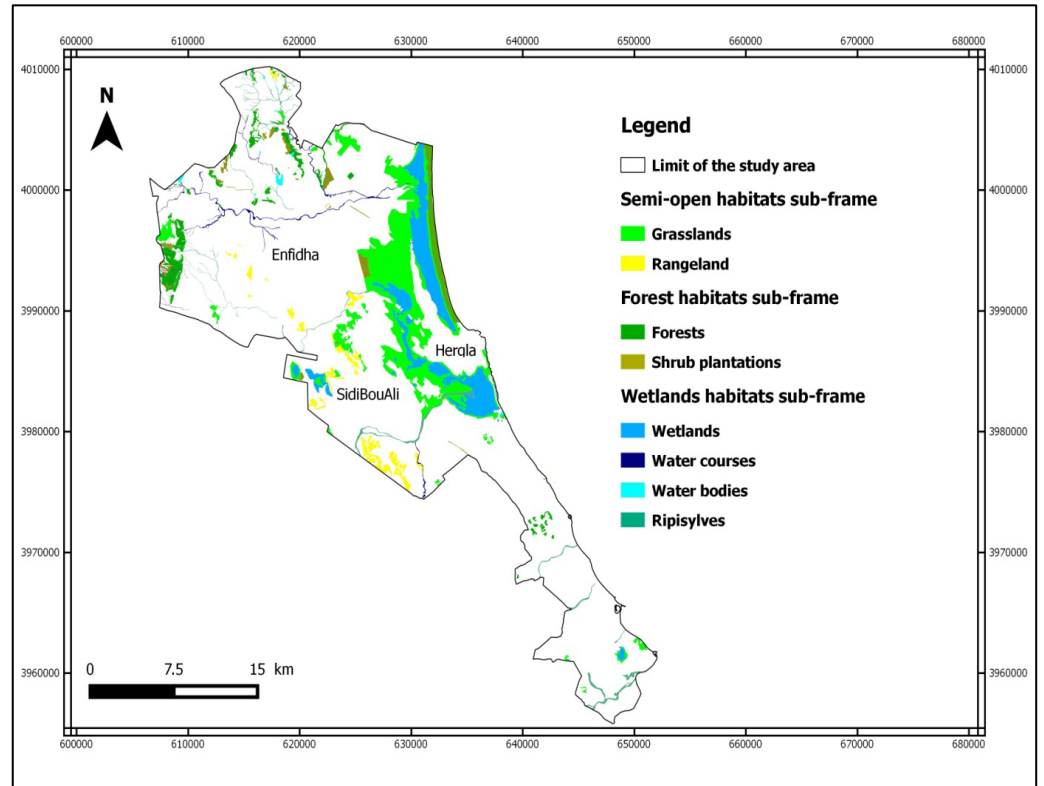 600000 610000 620000 630000 640000 650000 660000 670000 680000
4010000 4010000
N
Legend
Limit of the study area
4000000 4000000
Semi-open habitats sub-frame
Grasslands
Enfidha
Rangeland
3990000 3990000
Forest habitats sub-frame
Forests
Hergla
Shrub plantations
SidiBouAli
Wetlands habitats sub-frame
Wetlands
3980000 3980000
Water courses
Water bodies
Ripisylves
3970000 3970000
0 7.5 15 km
3960000 3960000
600000 610000 620000 630000 640000 650000 660000 670000 680000